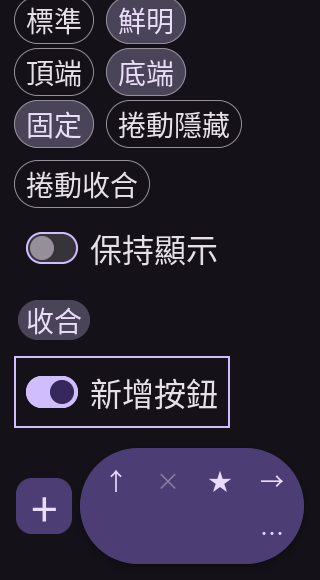 標準 鮮明
頂端 底端
固定 捲動隱藏
捲動收合
保持顯示
收合
新增按鈕
+ ↑ × ★ →
…